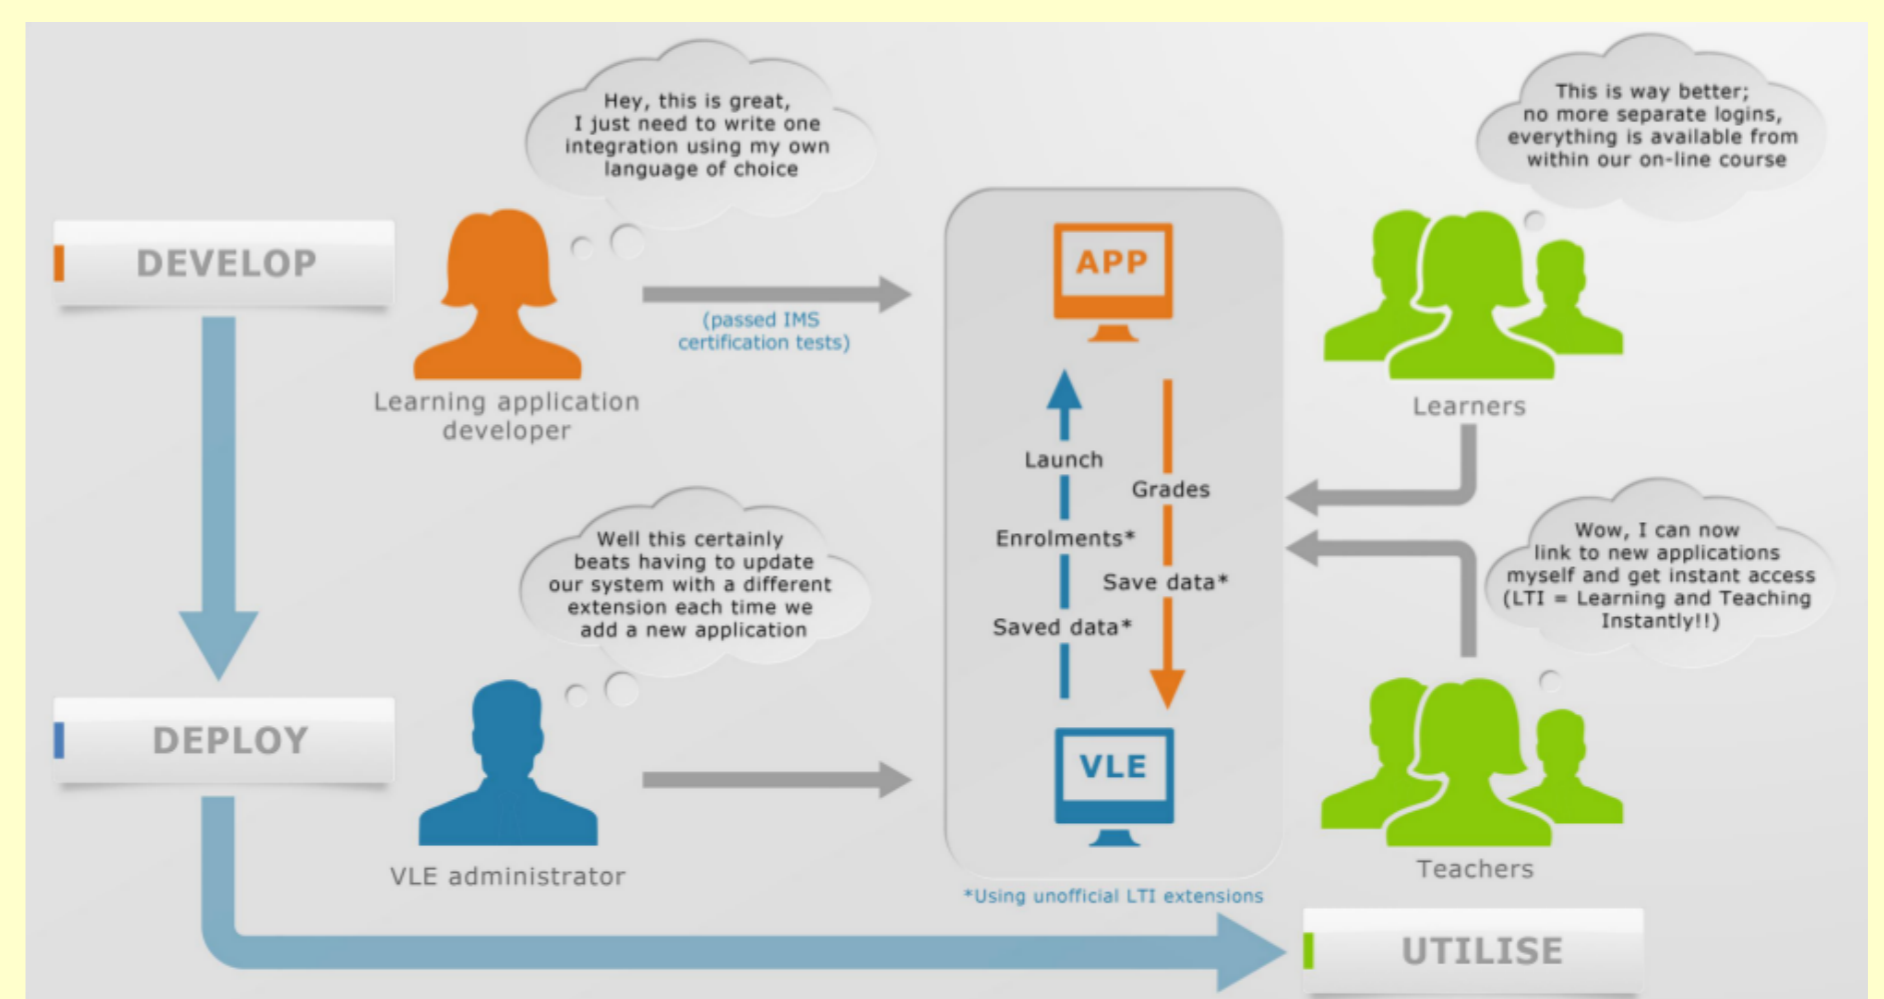 Hey, this is great,
I just need to write one
integration using my own
language of choice
This is way better;
no more separate logins,
everything is available from
within our on-line course
DEVELOP
APP
(passed IMS
certification tests)
Learning application
developer
Learners
Launch
Grades
Enrolments*
Save data*
Saved data*
Well this certainly
beats having to update
our system with a different
extension each time we
add a new application
Wow, I can now
link to new applications
myself and get instant access
(LTI = Learning and Teaching
Instantly!!)
DEPLOY
VLE
VLE administrator
Teachers
*Using unofficial LTI extensions
UTILISE